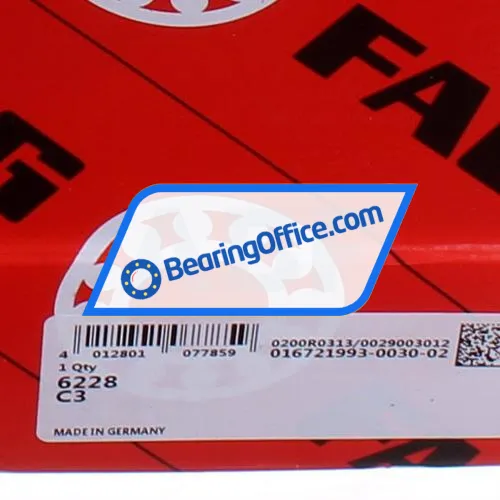 FAG
G
BearingOffice.com
4 012801 077859
1 Qty
6228
C3
0200R0313/0029003012
016721993-0030-02
MADE IN GERMANY